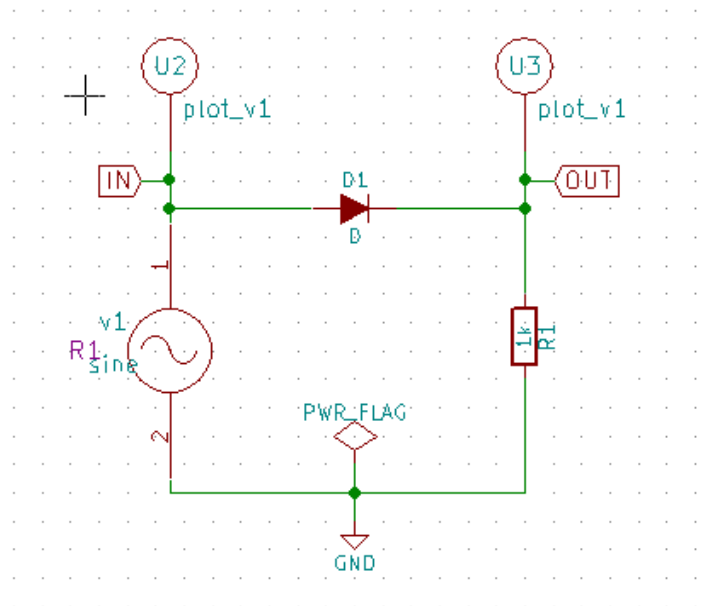 U2
U3
plot_v1
plot_v1
IN
D1
OUT
D
1
v1
R1
sine
1k
R1
2
PWR_FLAG
GND